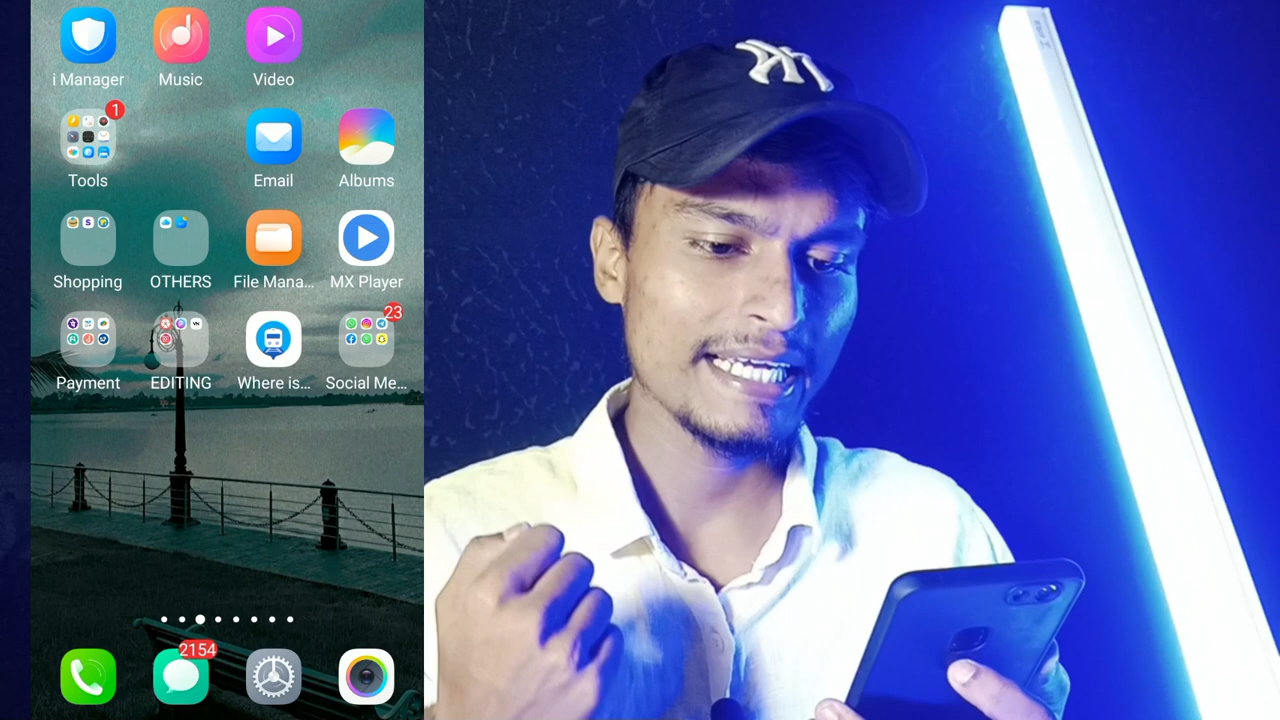 i Manager
Music
Video
1
Tools
Email
Albums
Shopping
OTHERS
File Mana...
MX Player
23
Payment
EDITING
Where is...
Social Me...
2154